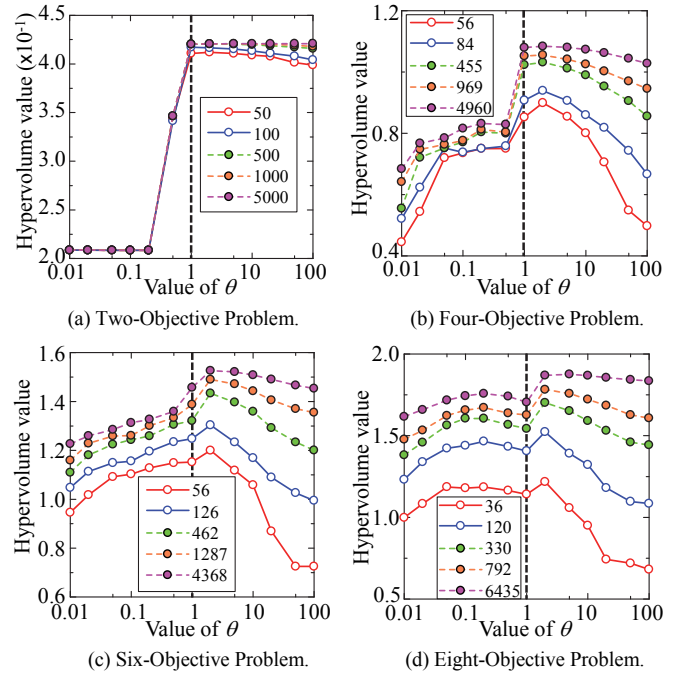 4.5
4.0
3.5
3.0
2.5
2.0
Hypervolume value (x10⁻¹)
50
100
500
1000
5000
0.01 0.1 1 10 100
Value of θ
(a) Two-Objective Problem.
1.2
0.8
0.4
Hypervolume value
56
84
455
969
4960
0.01 0.1 1 10 100
Value of θ
(b) Four-Objective Problem.
1.6
1.4
1.2
1.0
0.8
0.6
Hypervolume value
56
126
462
1287
4368
0.01 0.1 1 10 100
Value of θ
(c) Six-Objective Problem.
2.0
1.5
1.0
0.5
Hypervolume value
36
120
330
792
6435
0.01 0.1 1 10 100
Value of θ
(d) Eight-Objective Problem.